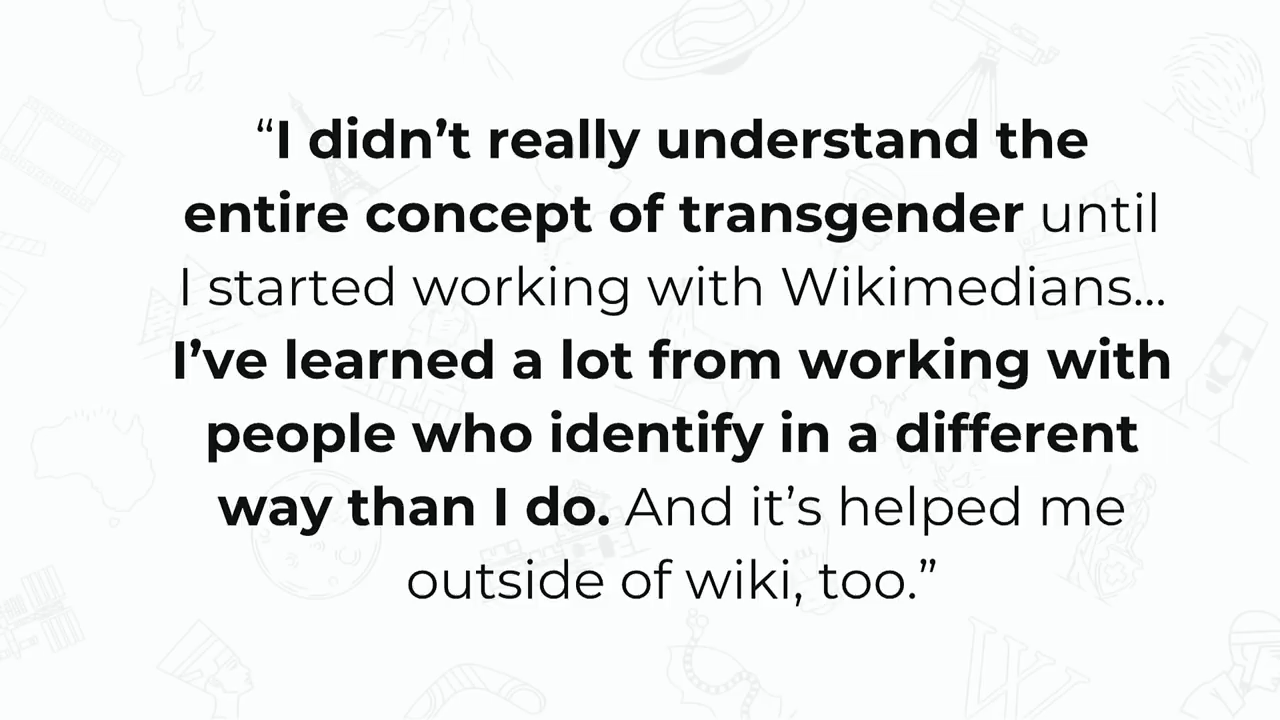 “I didn’t really understand the
entire concept of transgender until
I started working with Wikimedians...
I’ve learned a lot from working with
people who identify in a different
way than I do. And it’s helped me
outside of wiki, too.”